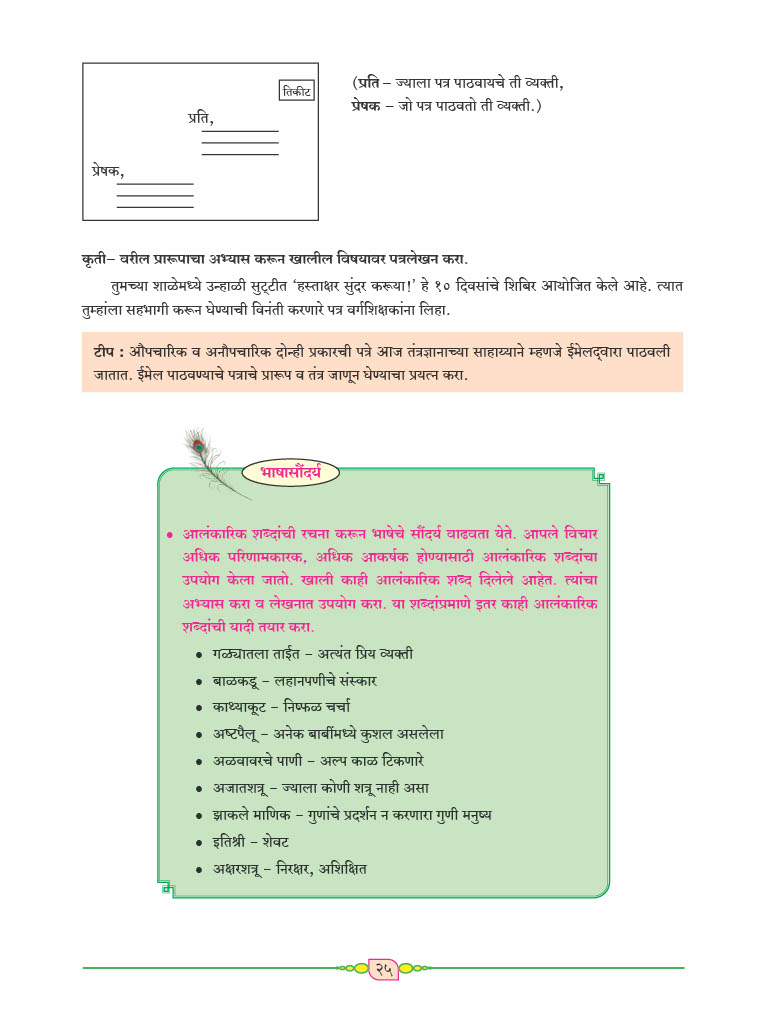 तिकीट
प्रति,
प्रेषक,
(प्रति – ज्याला पत्र पाठवायचे ती व्यक्ती,
प्रेषक – जो पत्र पाठवतो ती व्यक्ती.)
कृती– वरील प्रारूपाचा अभ्यास करून खालील विषयावर पत्रलेखन करा.
तुमच्या शाळेमध्ये उन्हाळी सुट्टीत ‘हस्ताक्षर सुंदर करूया!’ हे १० दिवसांचे शिबिर आयोजित केले आहे. त्यात
तुम्हांला सहभागी करून घेण्याची विनंती करणारे पत्र वर्गशिक्षकांना लिहा.
टीप : औपचारिक व अनौपचारिक दोन्ही प्रकारची पत्रे आज तंत्रज्ञानाच्या साहाय्याने म्हणजे ईमेलद्वारा पाठवली
जातात. ईमेल पाठवण्याचे पत्राचे प्रारूप व तंत्र जाणून घेण्याचा प्रयत्न करा.
भाषासौंदर्य
• आलंकारिक शब्दांची रचना करून भाषेचे सौंदर्य वाढवता येते. आपले विचार
अधिक परिणामकारक, अधिक आकर्षक होण्यासाठी आलंकारिक शब्दांचा
उपयोग केला जातो. खाली काही आलंकारिक शब्द दिलेले आहेत. त्यांचा
अभ्यास करा व लेखनात उपयोग करा. या शब्दांप्रमाणे इतर काही आलंकारिक
शब्दांची यादी तयार करा.
• गळ्यातला ताईत – अत्यंत प्रिय व्यक्ती
• बाळकडू – लहानपणीचे संस्कार
• काथ्याकूट – निष्फळ चर्चा
• अष्टपैलू – अनेक बाबींमध्ये कुशल असलेला
• अळवावरचे पाणी – अल्प काळ टिकणारे
• अजातशत्रू – ज्याला कोणी शत्रू नाही असा
• झाकले माणिक – गुणांचे प्रदर्शन न करणारा गुणी मनुष्य
• इतिश्री – शेवट
• अक्षरशत्रू – निरक्षर, अशिक्षित
२५